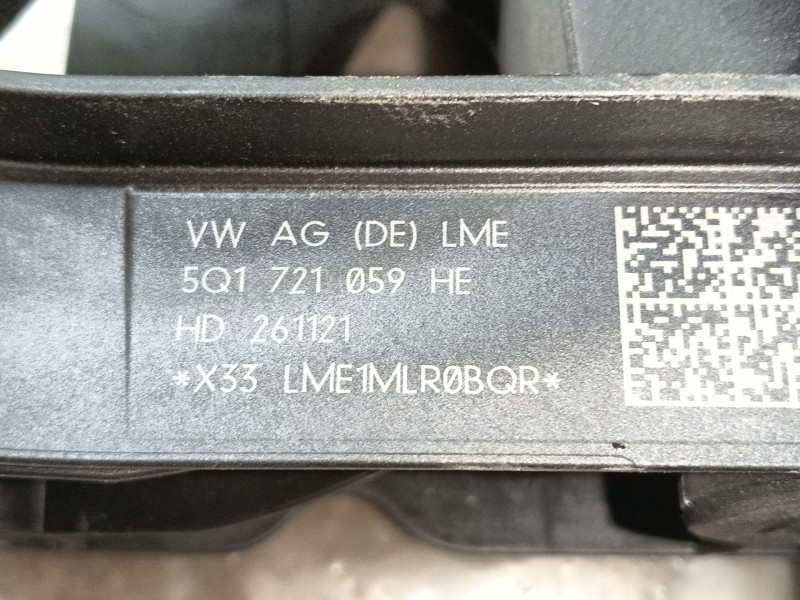 VW AG (DE) LME
5Q1 721 059 HE
HD 261121
*X33 LME1MLR0BQR*